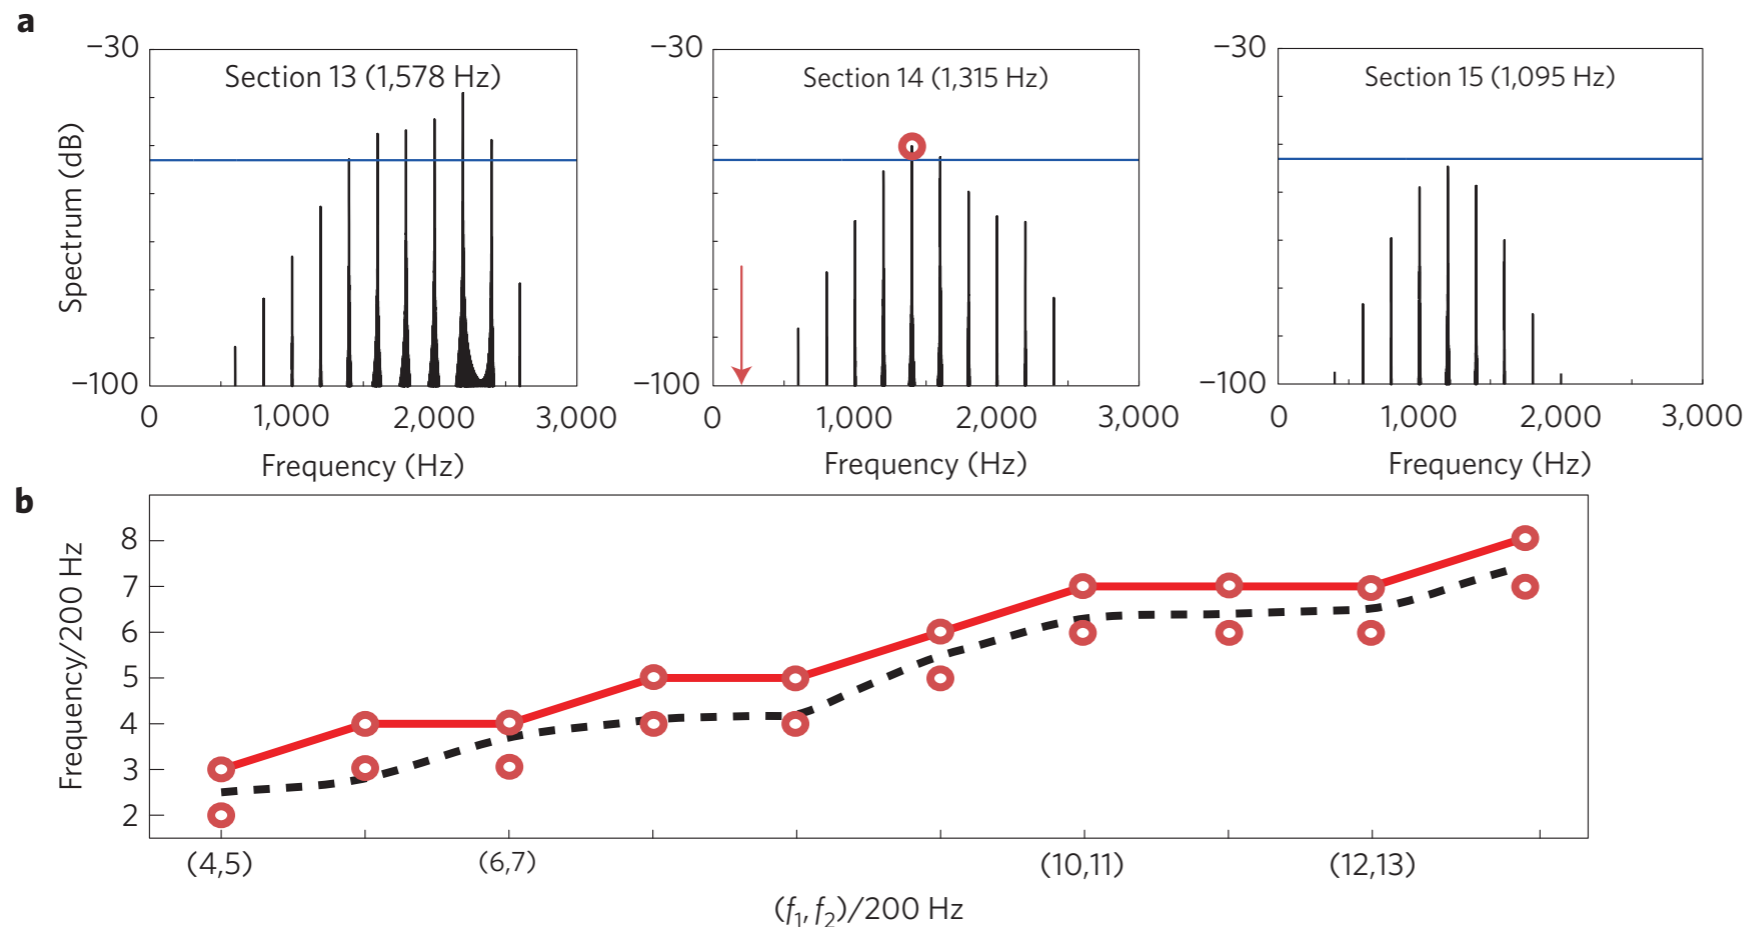 a
−30
Section 13 (1,578 Hz)
Spectrum (dB)
−100
0 1,000 2,000 3,000
Frequency (Hz)
−30
Section 14 (1,315 Hz)
−100
0 1,000 2,000 3,000
Frequency (Hz)
−30
Section 15 (1,095 Hz)
−100
0 1,000 2,000 3,000
Frequency (Hz)
b
Frequency/200 Hz
8
7
6
5
4
3
2
(4,5) (6,7) (10,11) (12,13)
(f₁, f₂)/200 Hz